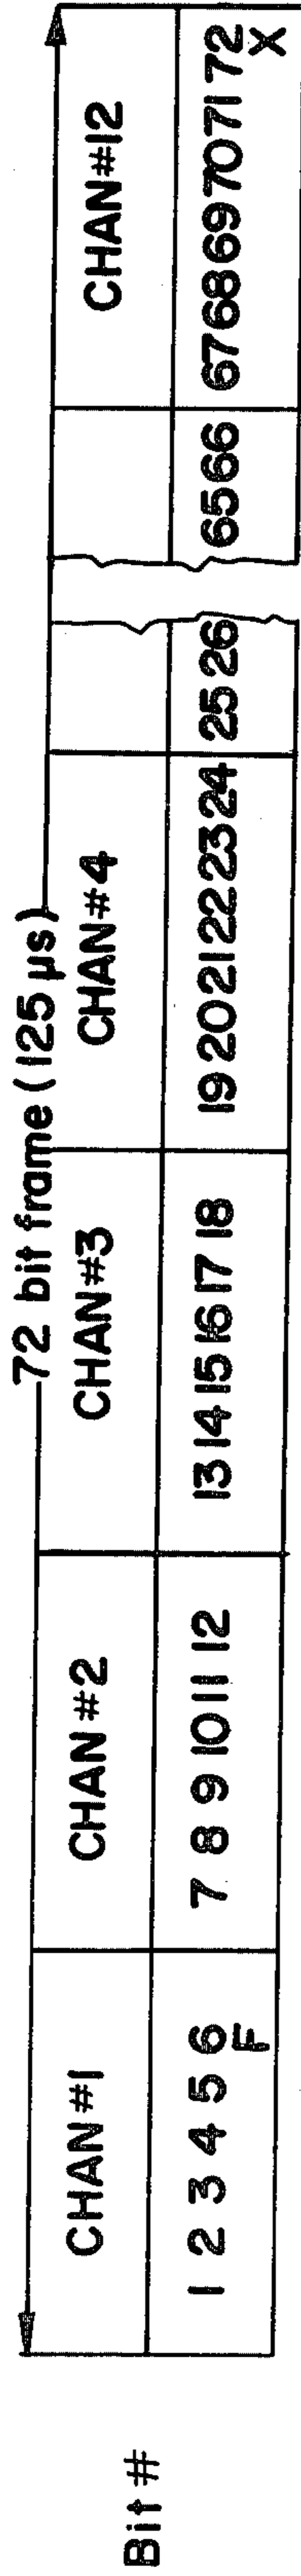 72 bit frame (125 μs)
CHAN #1 CHAN #2 CHAN #3 CHAN #4 CHAN #12
Bit # 1 2 3 4 5 6 7 8 9 10 11 12 13 14 15 16 17 18 19 20 21 22 23 24 25 26 65 66 67 68 69 70 71 72
F X